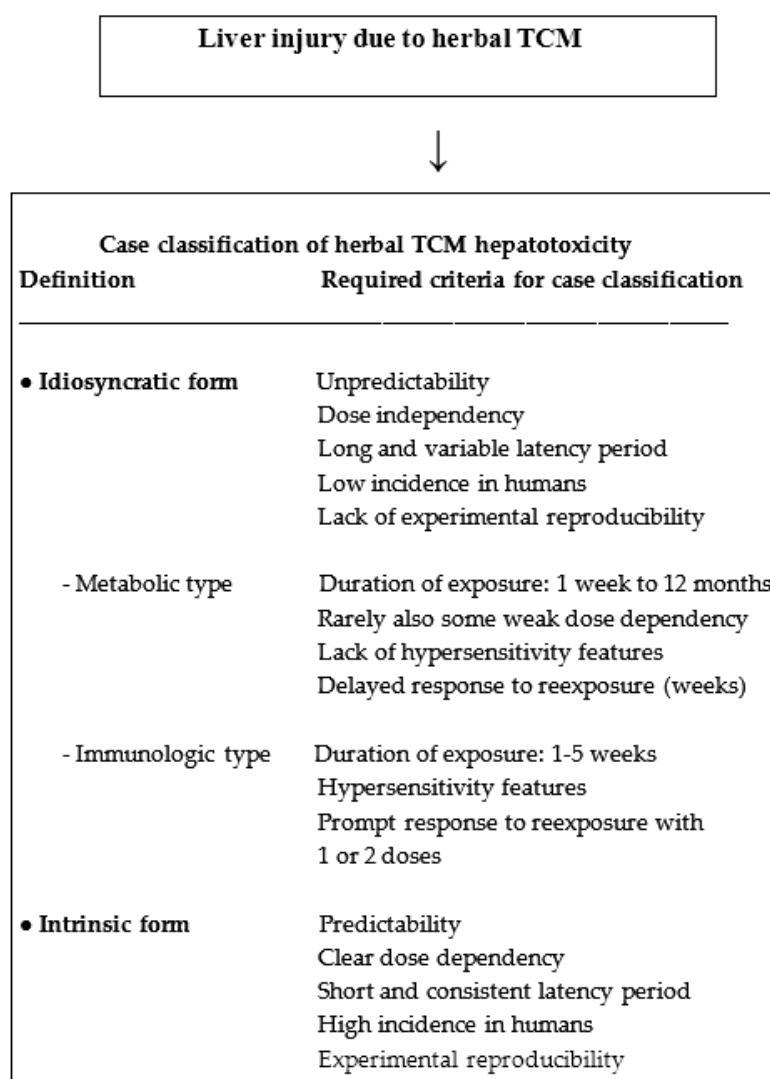 Liver injury due to herbal TCM
↓
Case classification of herbal TCM hepatotoxicity
Definition Required criteria for case classification
● Idiosyncratic form Unpredictability
Dose independency
Long and variable latency period
Low incidence in humans
Lack of experimental reproducibility
- Metabolic type Duration of exposure: 1 week to 12 months
Rarely also some weak dose dependency
Lack of hypersensitivity features
Delayed response to reexposure (weeks)
- Immunologic type Duration of exposure: 1-5 weeks
Hypersensitivity features
Prompt response to reexposure with
1 or 2 doses
● Intrinsic form Predictability
Clear dose dependency
Short and consistent latency period
High incidence in humans
Experimental reproducibility